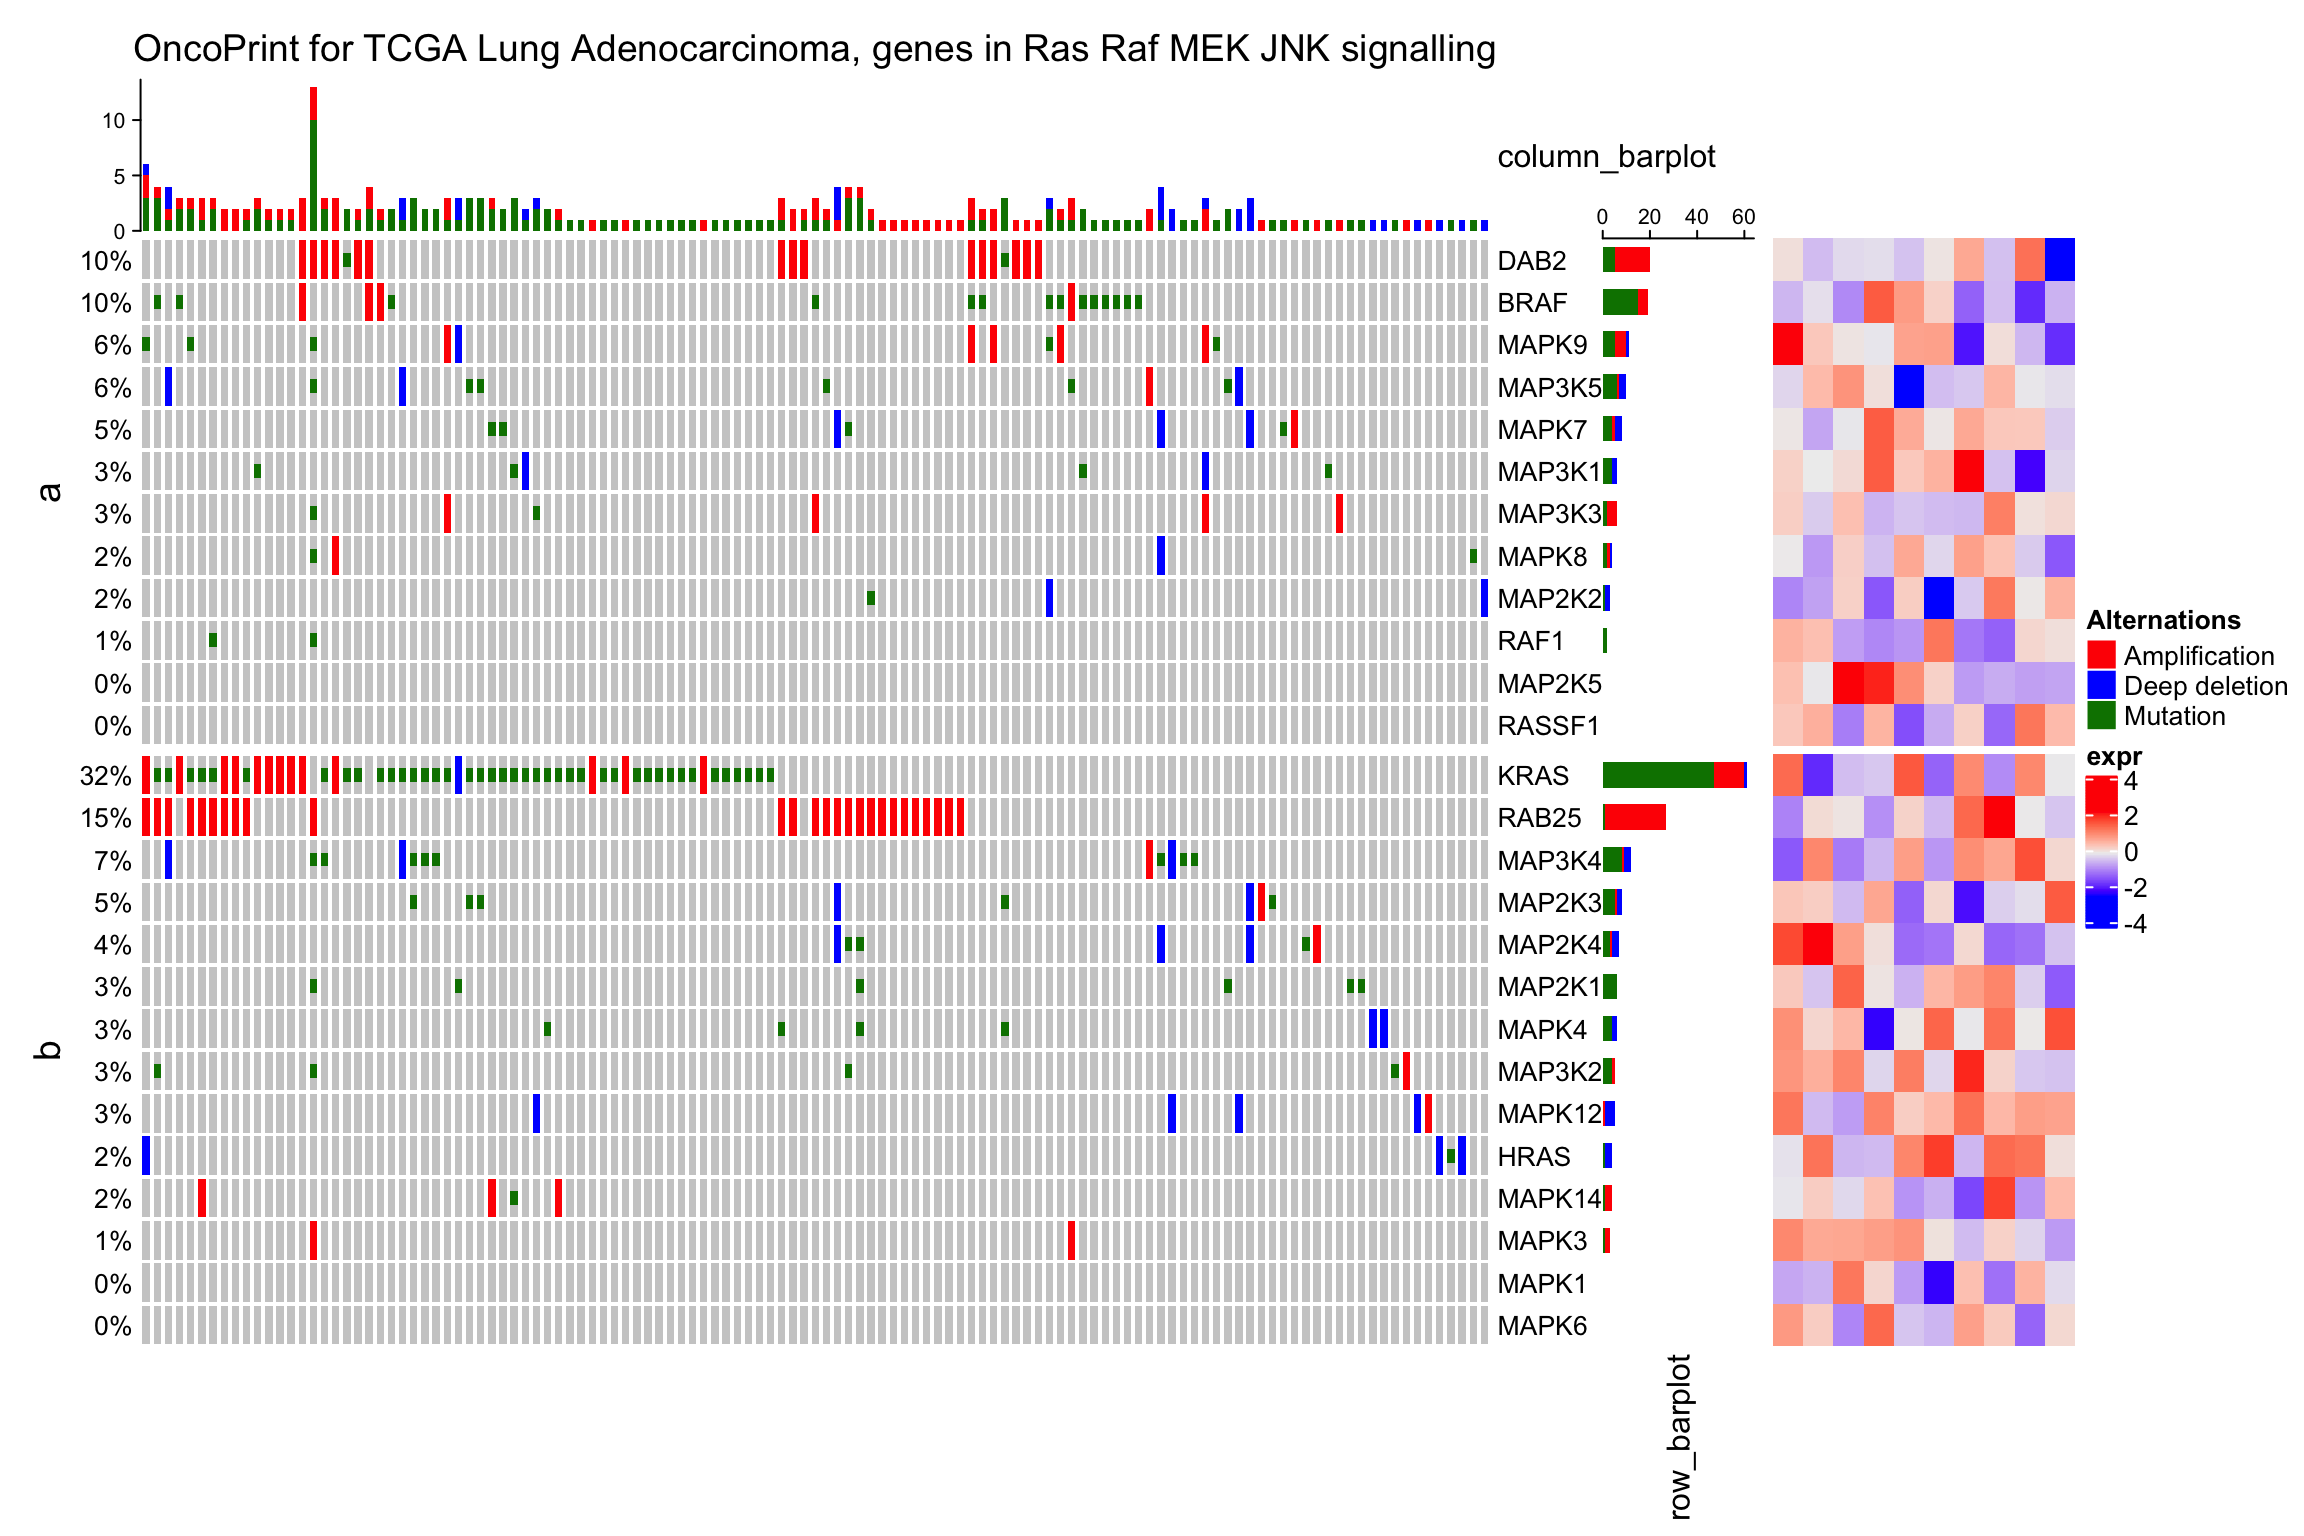 OncoPrint for TCGA Lung Adenocarcinoma, genes in Ras Raf MEK JNK signalling
10
5
0
column_barplot
0 20 40 60
a
10% DAB2
10% BRAF
6% MAPK9
6% MAP3K5
5% MAPK7
3% MAP3K1
3% MAP3K3
2% MAPK8
2% MAP2K2
1% RAF1
0% MAP2K5
0% RASSF1
b
32% KRAS
15% RAB25
7% MAP3K4
5% MAP2K3
4% MAP2K4
3% MAP2K1
3% MAPK4
3% MAP3K2
3% MAPK12
2% HRAS
2% MAPK14
1% MAPK3
0% MAPK1
0% MAPK6
row_barplot
Alternations
Amplification
Deep deletion
Mutation
expr
4
2
0
-2
-4